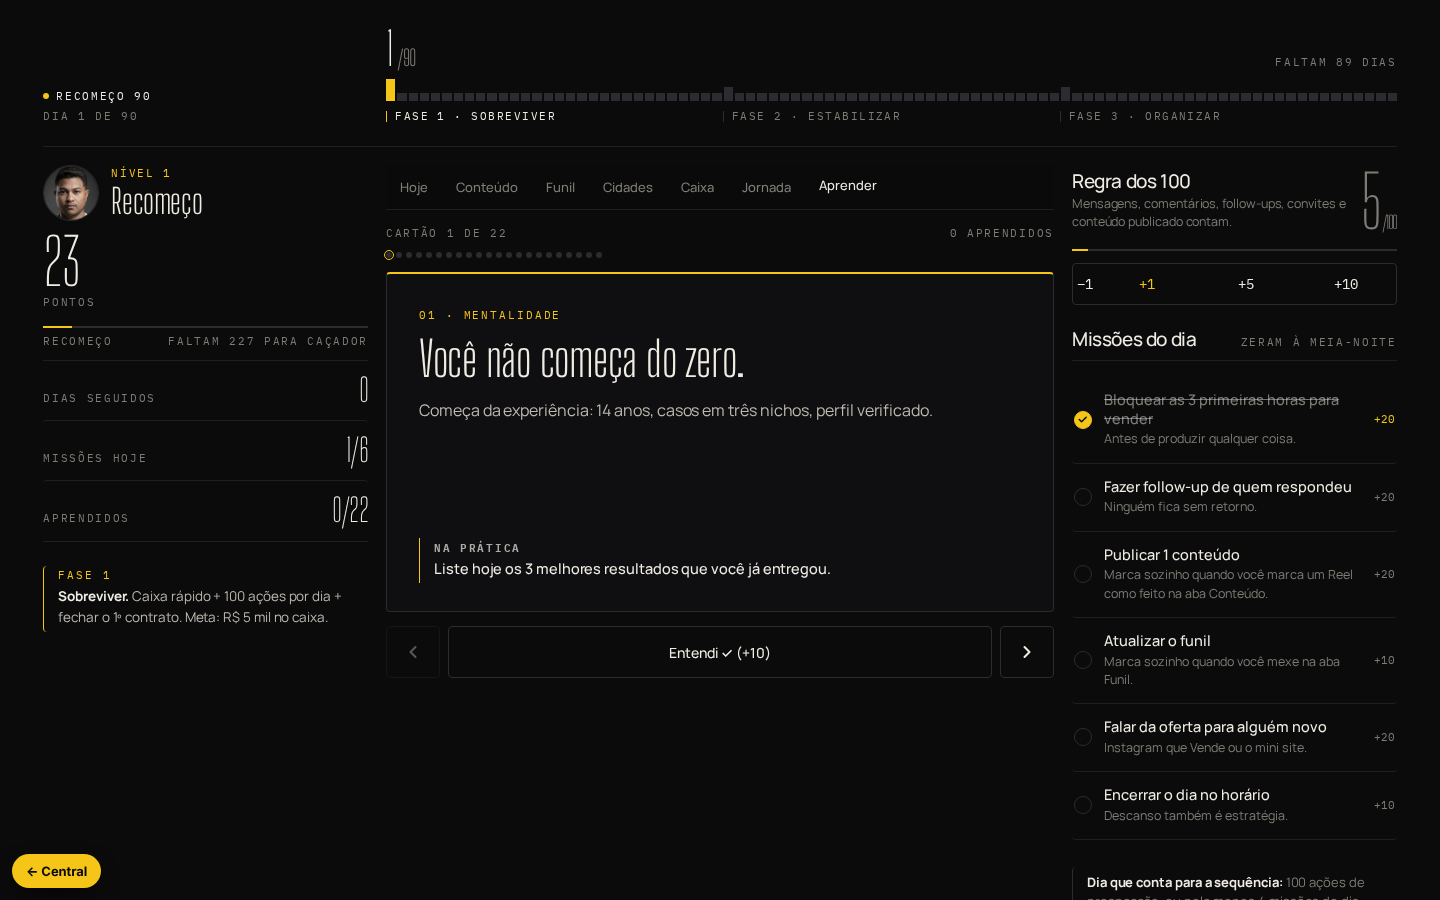 1/90
FALTAM 89 DIAS
RECOMEÇO 90
DIA 1 DE 90
FASE 1 · SOBREVIVER
FASE 2 · ESTABILIZAR
FASE 3 · ORGANIZAR
NÍVEL 1
Recomeço
23
PONTOS
RECOMEÇO
FALTAM 227 PARA CAÇADOR
DIAS SEGUIDOS
0
MISSÕES HOJE
1/6
APRENDIDOS
0/22
FASE 1
Sobreviver. Caixa rápido + 100 ações por dia +
fechar o 1º contrato. Meta: R$ 5 mil no caixa.
Hoje
Conteúdo
Funil
Cidades
Caixa
Jornada
Aprender
CARTÃO 1 DE 22
0 APRENDIDOS
01 · MENTALIDADE
Você não começa do zero.
Começa da experiência: 14 anos, casos em três nichos, perfil verificado.
NA PRÁTICA
Liste hoje os 3 melhores resultados que você já entregou.
Entendi ✓ (+10)
Regra dos 100
Mensagens, comentários, follow-ups, convites e
conteúdo publicado contam.
5/100
−1
+1
+5
+10
Missões do dia
ZERAM À MEIA-NOITE
Bloquear as 3 primeiras horas para
vender
Antes de produzir qualquer coisa.
+20
Fazer follow-up de quem respondeu
Ninguém fica sem retorno.
+20
Publicar 1 conteúdo
Marca sozinho quando você marca um Reel
como feito na aba Conteúdo.
+20
Atualizar o funil
Marca sozinho quando você mexe na aba
Funil.
+10
Falar da oferta para alguém novo
Instagram que Vende ou o mini site.
+20
Encerrar o dia no horário
Descanso também é estratégia.
+10
Dia que conta para a sequência: 100 ações de
← Central